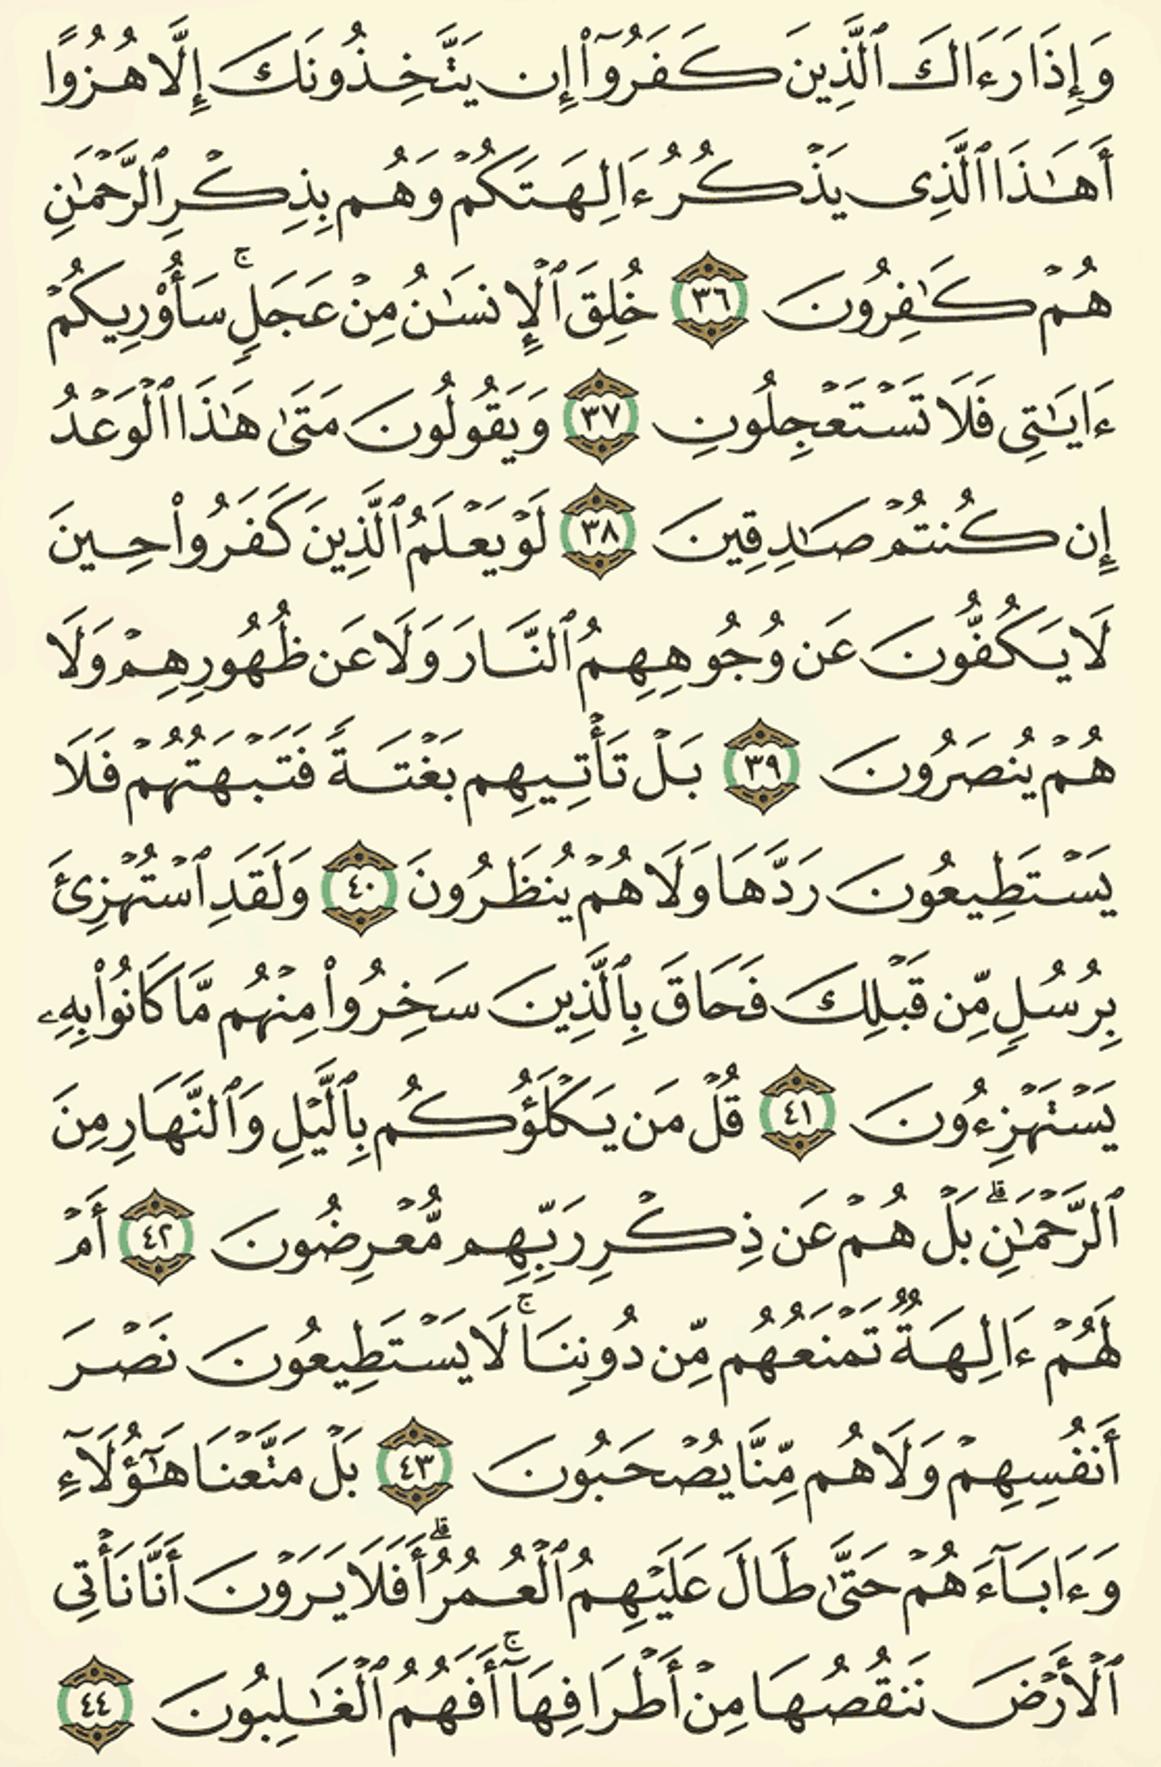 وَإِذَا رَءَاكَ ٱلَّذِينَ كَفَرُوٓا۟ إِن يَتَّخِذُونَكَ إِلَّا هُزُوًا
أَهَٰذَا ٱلَّذِى يَذْكُرُ ءَالِهَتَكُمْ وَهُم بِذِكْرِ ٱلرَّحْمَٰنِ
هُمْ كَٰفِرُونَ ٣٦ خُلِقَ ٱلْإِنسَٰنُ مِنْ عَجَلٍ ۚ سَأُو۟رِيكُمْ
ءَايَٰتِى فَلَا تَسْتَعْجِلُونِ ٣٧ وَيَقُولُونَ مَتَىٰ هَٰذَا ٱلْوَعْدُ
إِن كُنتُمْ صَٰدِقِينَ ٣٨ لَوْ يَعْلَمُ ٱلَّذِينَ كَفَرُوا۟ حِينَ
لَا يَكُفُّونَ عَن وُجُوهِهِمُ ٱلنَّارَ وَلَا عَن ظُهُورِهِمْ وَلَا
هُمْ يُنصَرُونَ ٣٩ بَلْ تَأْتِيهِم بَغْتَةً فَتَبْهَتُهُمْ فَلَا
يَسْتَطِيعُونَ رَدَّهَا وَلَا هُمْ يُنظَرُونَ ٤٠ وَلَقَدِ ٱسْتُهْزِئَ
بِرُسُلٍ مِّن قَبْلِكَ فَحَاقَ بِٱلَّذِينَ سَخِرُوا۟ مِنْهُم مَّا كَانُوا۟ بِهِۦ
يَسْتَهْزِءُونَ ٤١ قُلْ مَن يَكْلَؤُكُم بِٱلَّيْلِ وَٱلنَّهَارِ مِنَ
ٱلرَّحْمَٰنِ ۗ بَلْ هُمْ عَن ذِكْرِ رَبِّهِم مُّعْرِضُونَ ٤٢ أَمْ
لَهُمْ ءَالِهَةٌ تَمْنَعُهُم مِّن دُونِنَا ۚ لَا يَسْتَطِيعُونَ نَصْرَ
أَنفُسِهِمْ وَلَا هُم مِّنَّا يُصْحَبُونَ ٤٣ بَلْ مَتَّعْنَا هَٰٓؤُلَآءِ
وَءَابَآءَهُمْ حَتَّىٰ طَالَ عَلَيْهِمُ ٱلْعُمُرُ ۗ أَفَلَا يَرَوْنَ أَنَّا نَأْتِى
ٱلْأَرْضَ نَنقُصُهَا مِنْ أَطْرَافِهَآ ۚ أَفَهُمُ ٱلْغَٰلِبُونَ ٤٤